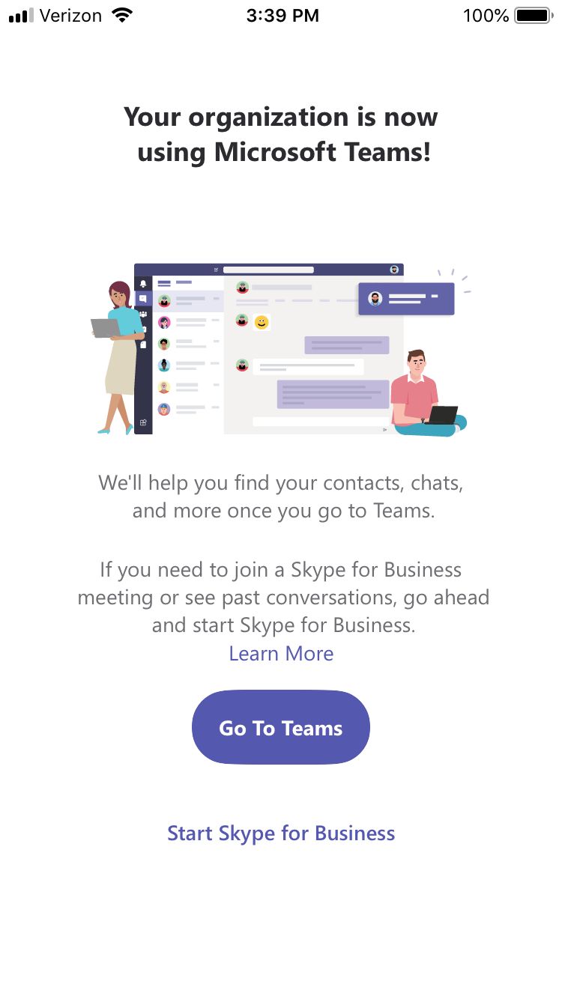 Verizon 3:39 PM 100%
Your organization is now
using Microsoft Teams!
We'll help you find your contacts, chats,
and more once you go to Teams.
If you need to join a Skype for Business
meeting or see past conversations, go ahead
and start Skype for Business.
Learn More
Go To Teams
Start Skype for Business